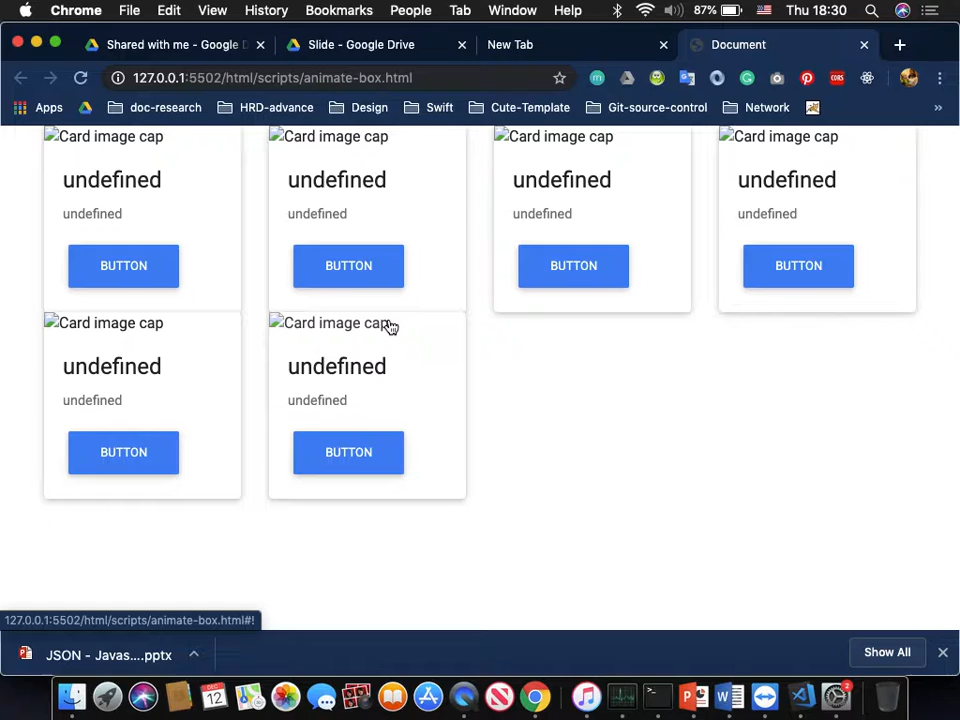 Chrome File Edit View History Bookmarks People Tab Window Help 87% Thu 18:30
Shared with me - Google D Slide - Google Drive New Tab Document
127.0.0.1:5502/html/scripts/animate-box.html
Apps doc-research HRD-advance Design Swift Cute-Template Git-source-control Network »
Card image cap Card image cap Card image cap Card image cap
undefined undefined undefined undefined
undefined undefined undefined undefined
BUTTON BUTTON BUTTON BUTTON
Card image cap Card image cap
undefined undefined
undefined undefined
BUTTON BUTTON
127.0.0.1:5502/html/scripts/animate-box.html#!
JSON - Javas....pptx Show All